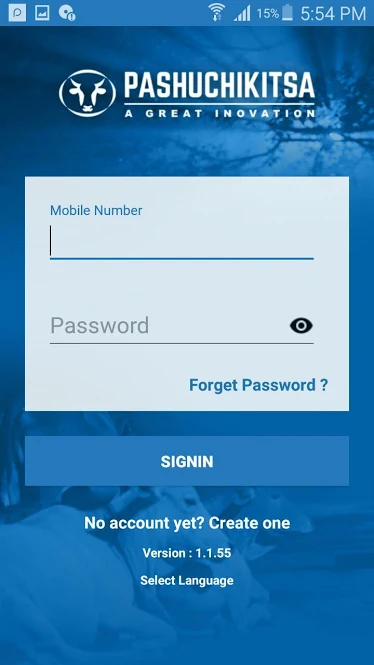 15% 5:54 PM
PASHUCHIKITSA
A GREAT INOVATION
Mobile Number
Password
Forget Password ?
SIGNIN
No account yet? Create one
Version : 1.1.55
Select Language